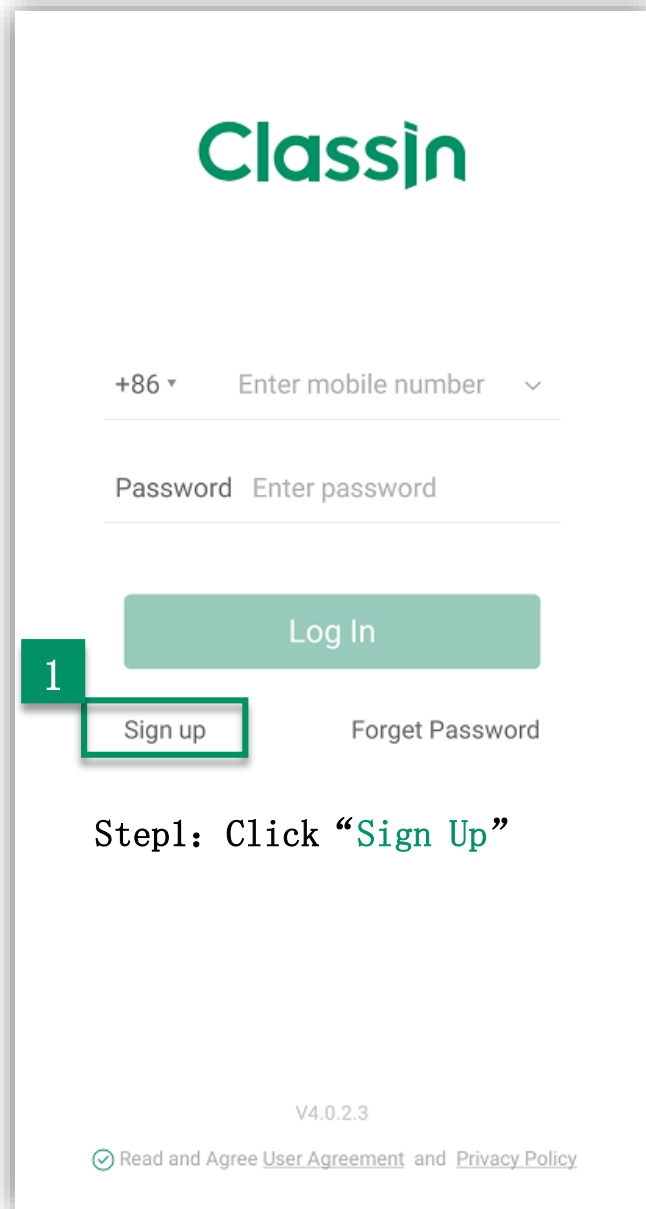 Classin
+86 Enter mobile number
Password Enter password
Log In
1
Sign up Forget Password
Step1: Click “Sign Up”
V4.0.2.3
Read and Agree User Agreement and Privacy Policy